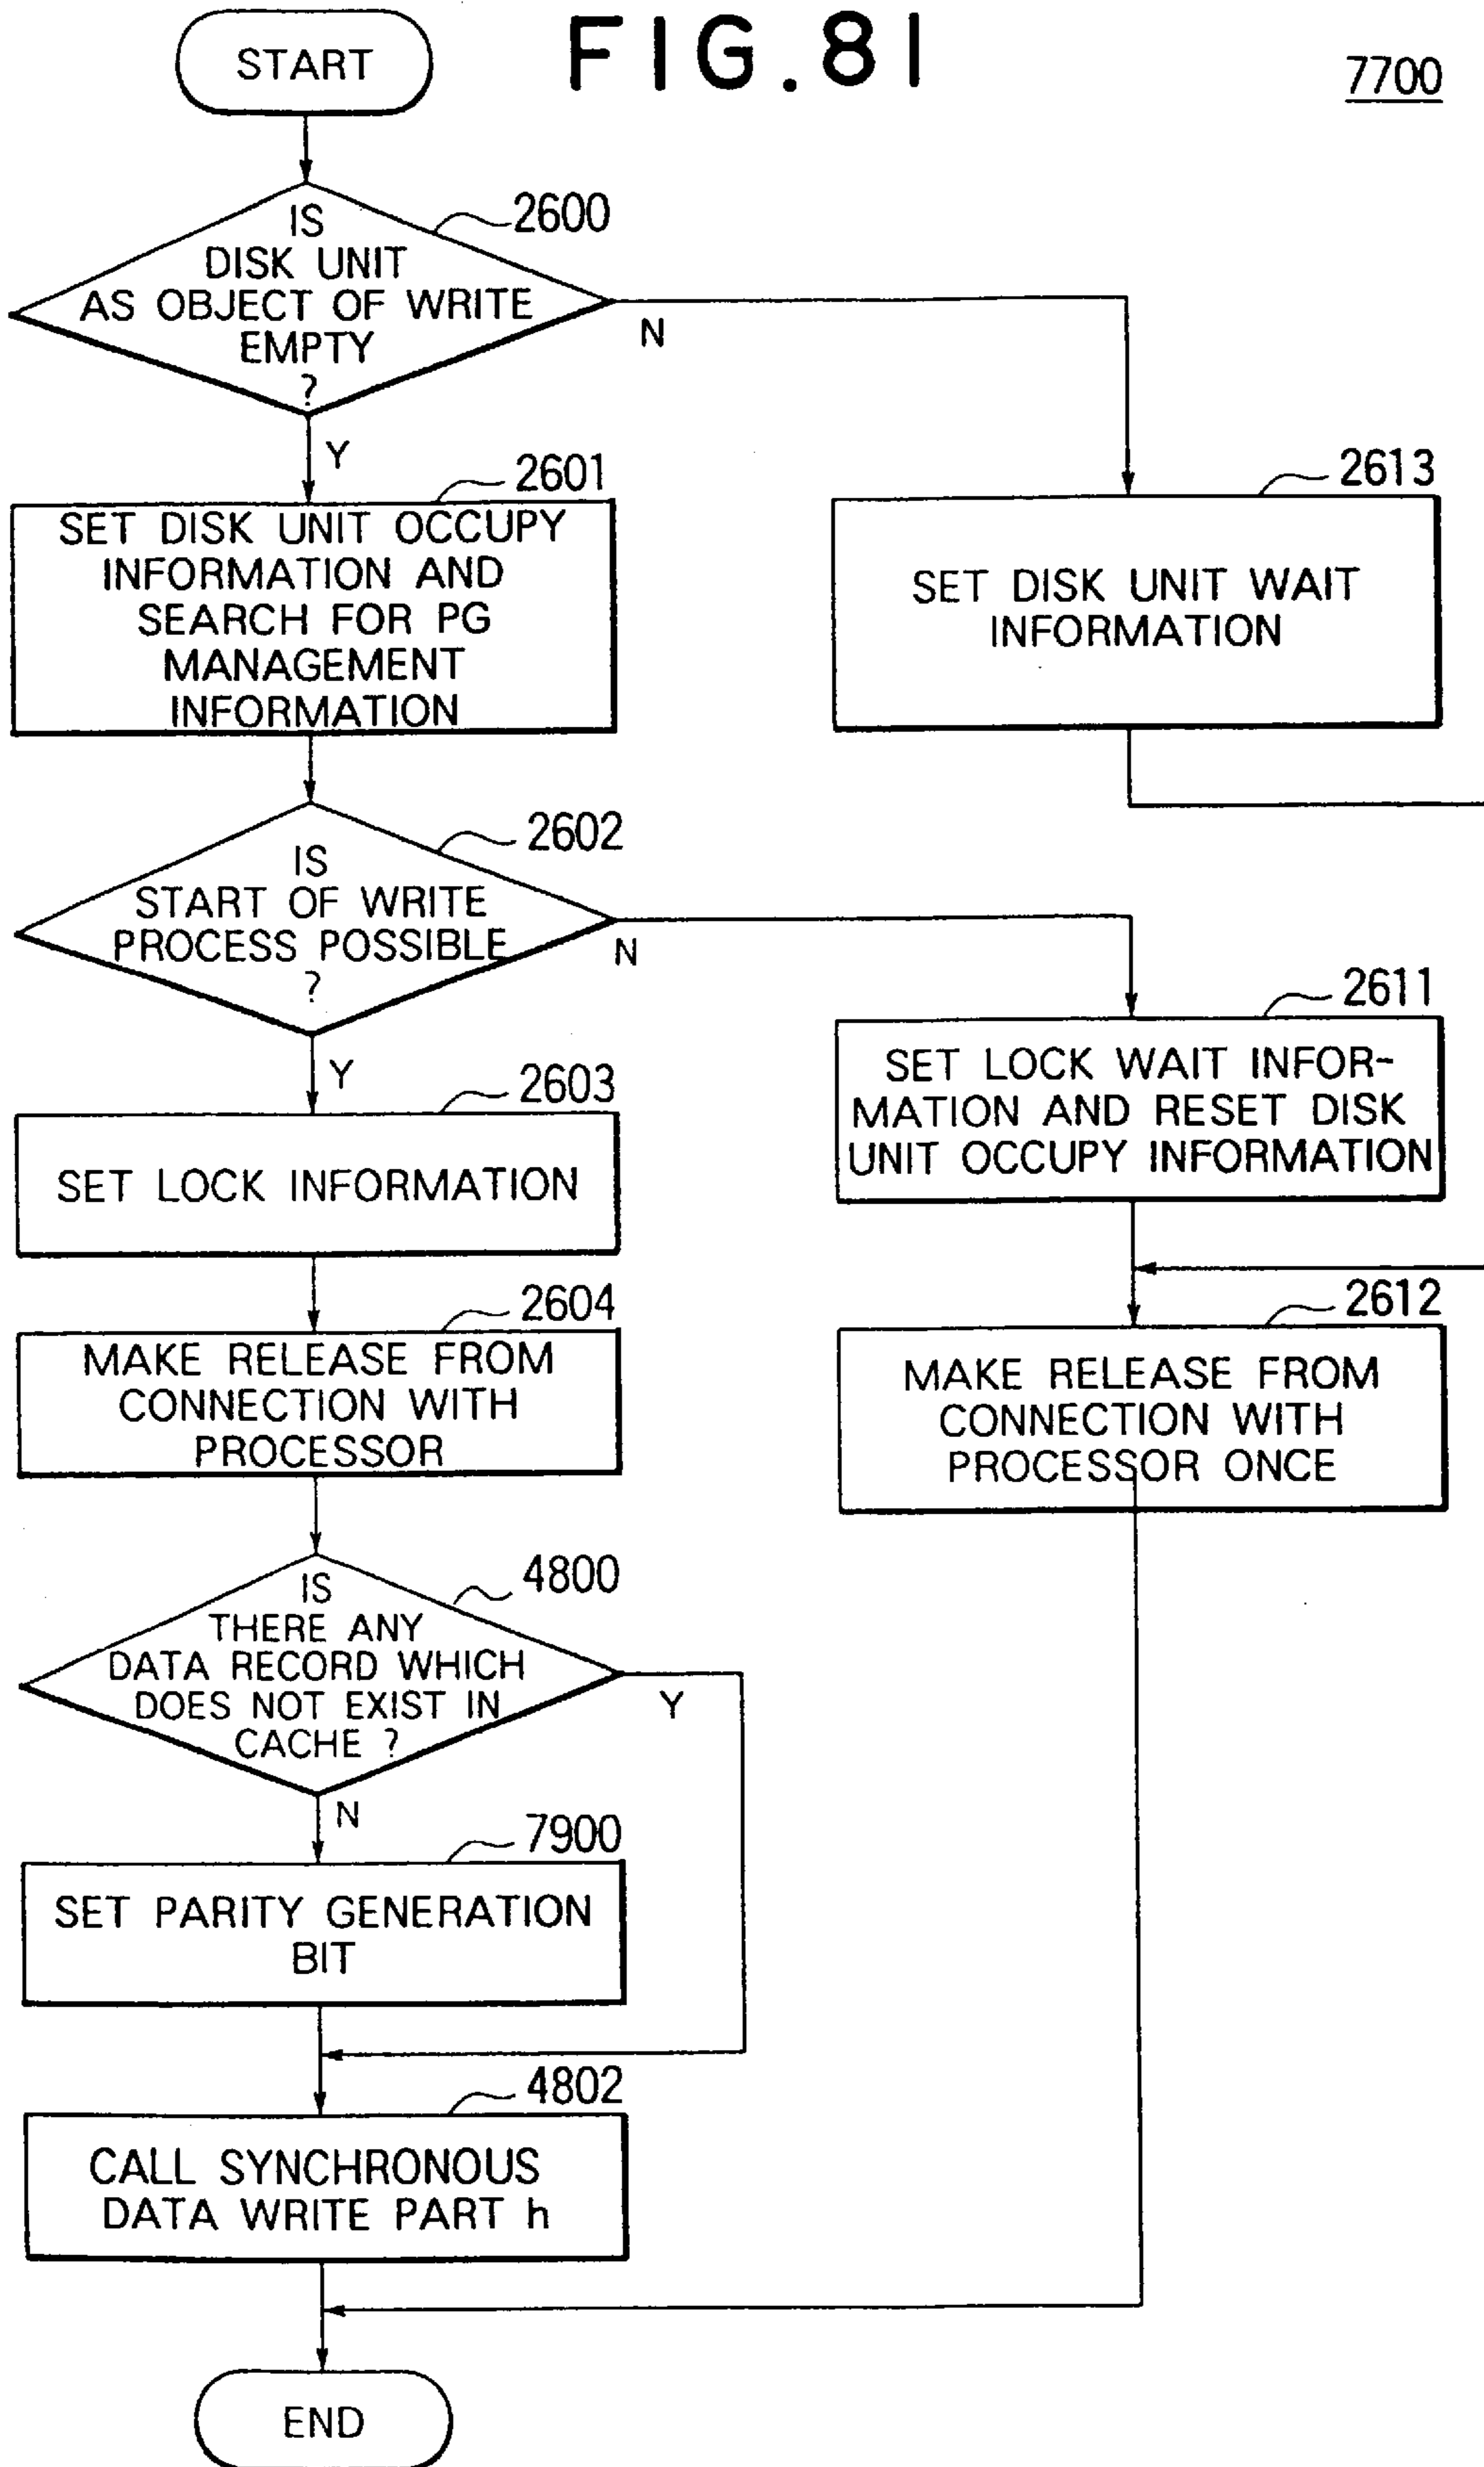 START
FIG.81
7700
IS
DISK UNIT
AS OBJECT OF WRITE
EMPTY
?
2600
N
Y
2601
SET DISK UNIT OCCUPY
INFORMATION AND
SEARCH FOR PG
MANAGEMENT
INFORMATION
2613
SET DISK UNIT WAIT
INFORMATION
2602
IS
START OF WRITE
PROCESS POSSIBLE
?
N
Y
2603
SET LOCK INFORMATION
2611
SET LOCK WAIT INFOR-
MATION AND RESET DISK
UNIT OCCUPY INFORMATION
2604
MAKE RELEASE FROM
CONNECTION WITH
PROCESSOR
2612
MAKE RELEASE FROM
CONNECTION WITH
PROCESSOR ONCE
4800
IS
THERE ANY
DATA RECORD WHICH
DOES NOT EXIST IN
CACHE ?
Y
N
7900
SET PARITY GENERATION
BIT
4802
CALL SYNCHRONOUS
DATA WRITE PART h
END